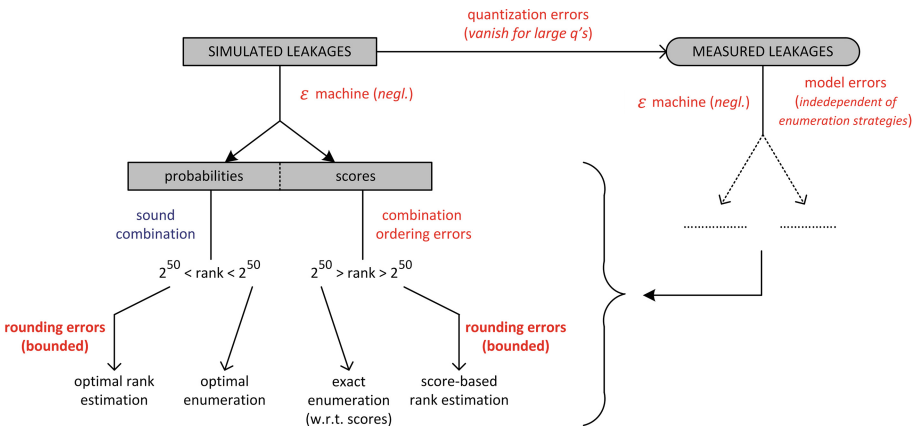 quantization errors
(vanish for large q's)
SIMULATED LEAKAGES
MEASURED LEAKAGES
ε machine (negl.)
ε machine (negl.)
model errors
(indedependent of
enumeration strategies)
probabilities
scores
sound
combination
combination
ordering errors
2^50 < rank < 2^50
2^50 > rank > 2^50
rounding errors
(bounded)
rounding errors
(bounded)
optimal rank
estimation
optimal
enumeration
exact
enumeration
(w.r.t. scores)
score-based
rank estimation